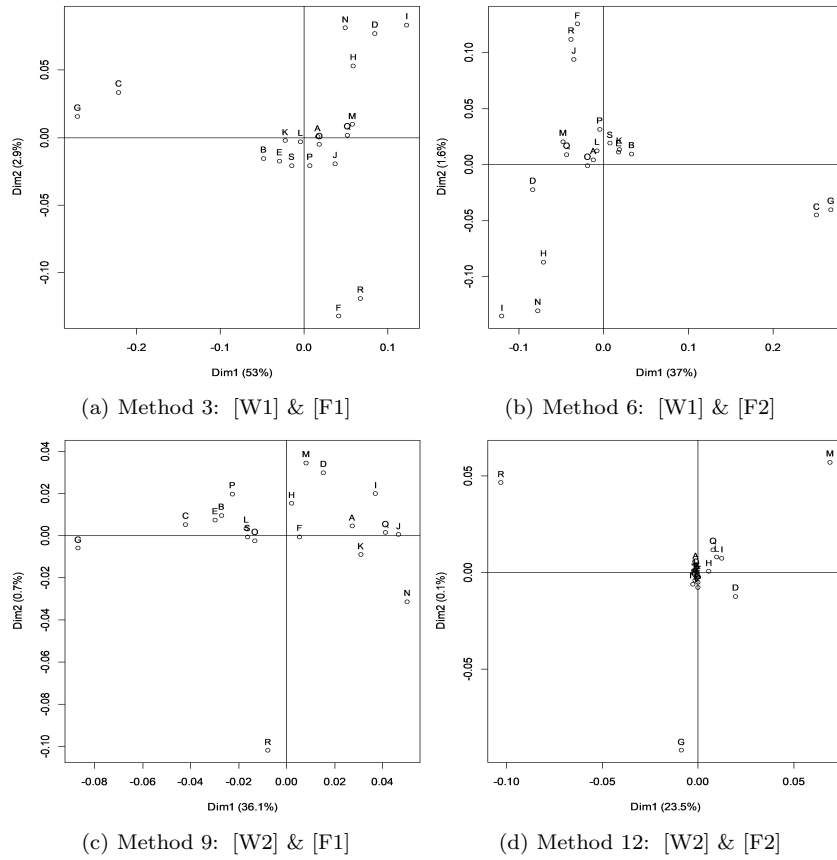 N D I
H
C
G
M
A Q
K L O
B E S P J
R
F
0.05
0.00
-0.05
-0.10
Dim2 (2.9%)
-0.2 -0.1 0.0 0.1
Dim1 (53%)
(a) Method 3: [W1] & [F1]
F
R
J
P
M S
Q L K B
O A
D
C G
H
I N
0.10
0.05
0.00
-0.05
-0.10
Dim2 (1.6%)
-0.1 0.0 0.1 0.2
Dim1 (37%)
(b) Method 6: [W1] & [F2]
M
D
P I
H
C E B A
L
S O F Q J
G
K
N
R
0.04
0.02
0.00
-0.02
-0.04
-0.06
-0.08
-0.10
Dim2 (0.7%)
-0.08 -0.06 -0.04 -0.02 0.00 0.02 0.04
Dim1 (36.1%)
(c) Method 9: [W2] & [F1]
M
R
Q
A L I
H
D
G
0.05
0.00
-0.05
Dim2 (0.1%)
-0.10 -0.05 0.00 0.05
Dim1 (23.5%)
(d) Method 12: [W2] & [F2]